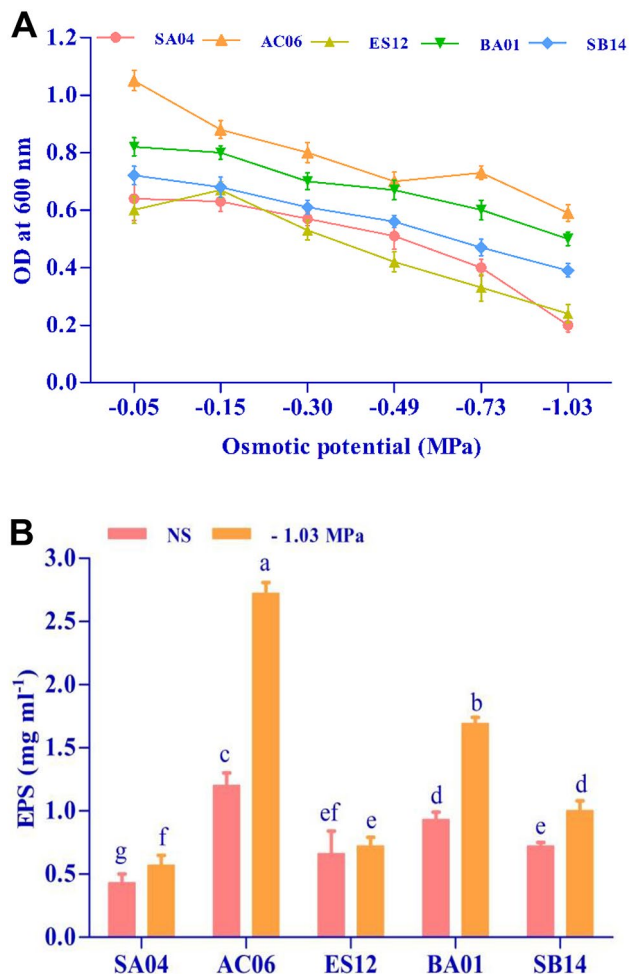 A
SA04 AC06 ES12 BA01 SB14
1.2
1.0
0.8
0.6
0.4
0.2
0.0
OD at 600 nm
-0.05 -0.15 -0.30 -0.49 -0.73 -1.03
Osmotic potential (MPa)
B
NS - 1.03 MPa
3.0
2.5
2.0
1.5
1.0
0.5
0.0
EPS (mg ml⁻¹)
g f c a ef e d b e d
SA04 AC06 ES12 BA01 SB14